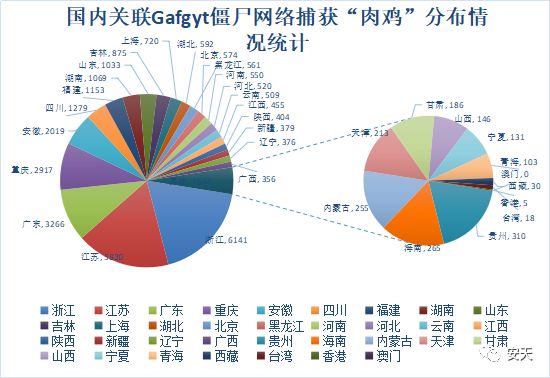 国内关联Gafgyt僵尸网络捕获“肉鸡”分布情
况统计
上海, 720
湖北, 592
吉林, 875
北京, 574
山东, 1033
黑龙江, 561
湖南, 1069
河南, 550
福建, 1153
河北, 520
四川, 1279
云南, 509
江西, 455
安徽, 2019
陕西, 404
新疆, 379
重庆, 2917
辽宁, 376
广西, 356
广东, 3266
江苏, 5820
浙江, 6141
甘肃, 186
山西, 146
天津, 213
宁夏, 131
青海, 103
澳门, 0
西藏, 30
香港, 5
台湾, 18
内蒙古, 255
贵州, 310
海南, 265
浙江 江苏 广东 重庆 安徽 四川 福建 湖南 山东
吉林 上海 湖北 北京 黑龙江 河南 河北 云南 江西
陕西 新疆 辽宁 广西 贵州 海南 内蒙古 天津 甘肃
山西 宁夏 青海 西藏 台湾 香港 澳门
安天